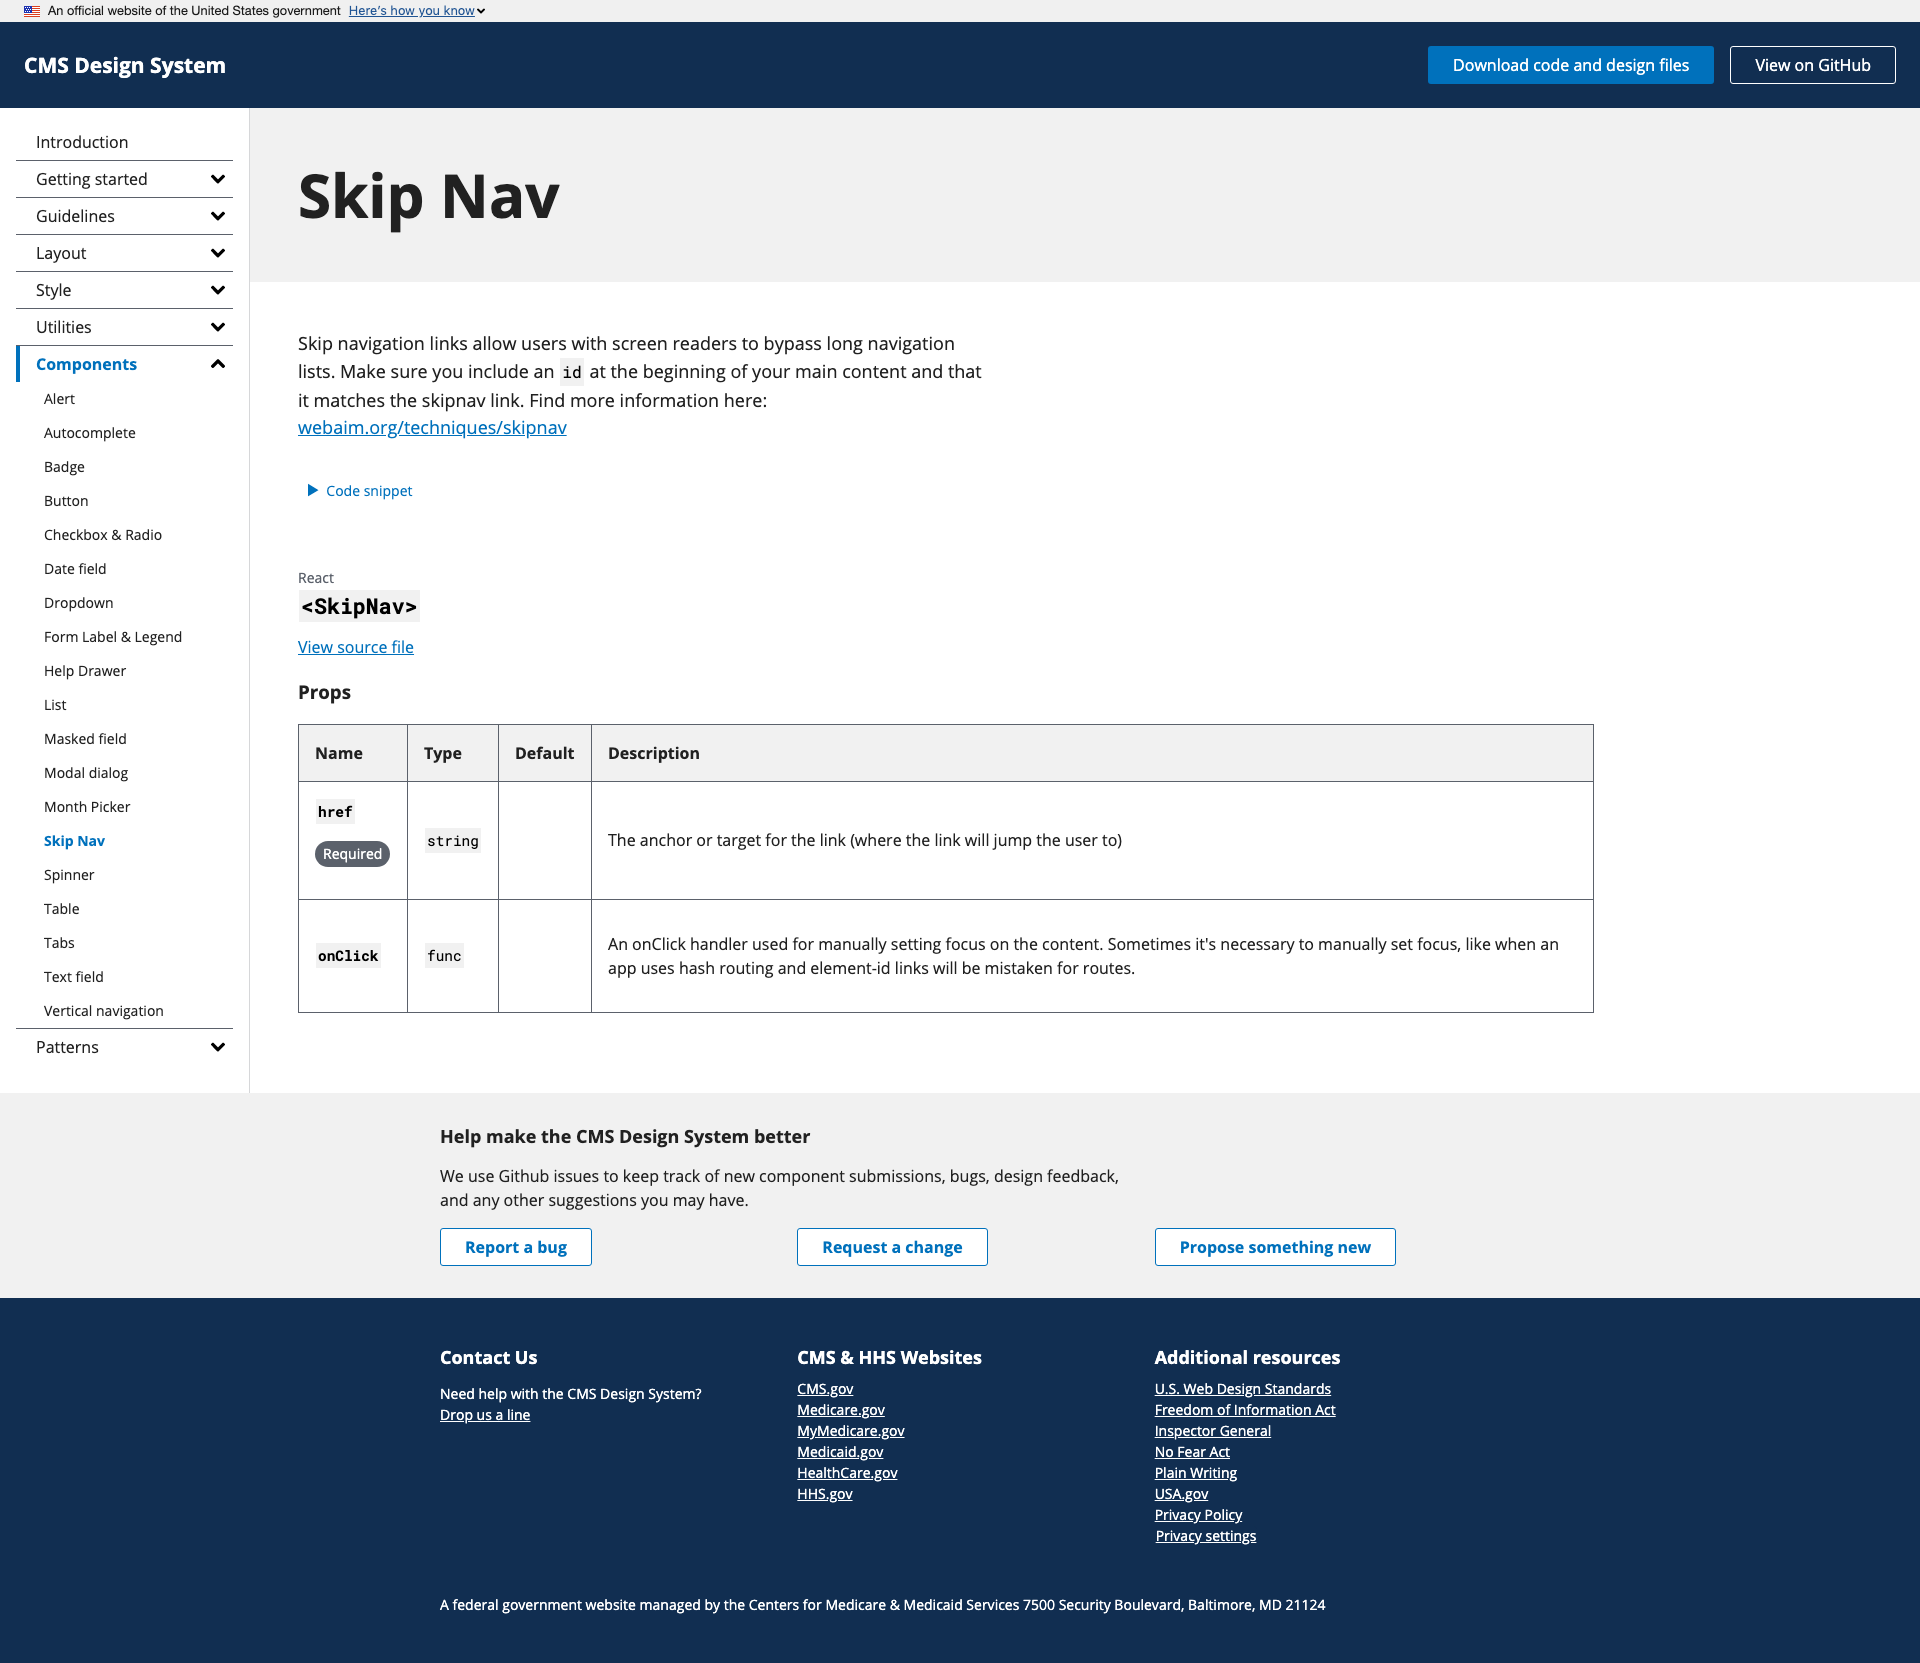 An official website of the United States government Here's how you know
CMS Design System
Download code and design files
View on GitHub
Introduction
Getting started
Guidelines
Layout
Style
Utilities
Components
Alert
Autocomplete
Badge
Button
Checkbox & Radio
Date field
Dropdown
Form Label & Legend
Help Drawer
List
Masked field
Modal dialog
Month Picker
Skip Nav
Spinner
Table
Tabs
Text field
Vertical navigation
Patterns
Skip Nav
Skip navigation links allow users with screen readers to bypass long navigation
lists. Make sure you include an id at the beginning of your main content and that
it matches the skipnav link. Find more information here:
webaim.org/techniques/skipnav
Code snippet
React
<SkipNav>
View source file
Props
Name Type Default Description
href
Required
string
The anchor or target for the link (where the link will jump the user to)
onClick
func
An onClick handler used for manually setting focus on the content. Sometimes it's necessary to manually set focus, like when an
app uses hash routing and element-id links will be mistaken for routes.
Help make the CMS Design System better
We use Github issues to keep track of new component submissions, bugs, design feedback,
and any other suggestions you may have.
Report a bug
Request a change
Propose something new
Contact Us
Need help with the CMS Design System?
Drop us a line
CMS & HHS Websites
CMS.gov
Medicare.gov
MyMedicare.gov
Medicaid.gov
HealthCare.gov
HHS.gov
Additional resources
U.S. Web Design Standards
Freedom of Information Act
Inspector General
No Fear Act
Plain Writing
USA.gov
Privacy Policy
Privacy settings
A federal government website managed by the Centers for Medicare & Medicaid Services 7500 Security Boulevard, Baltimore, MD 21124